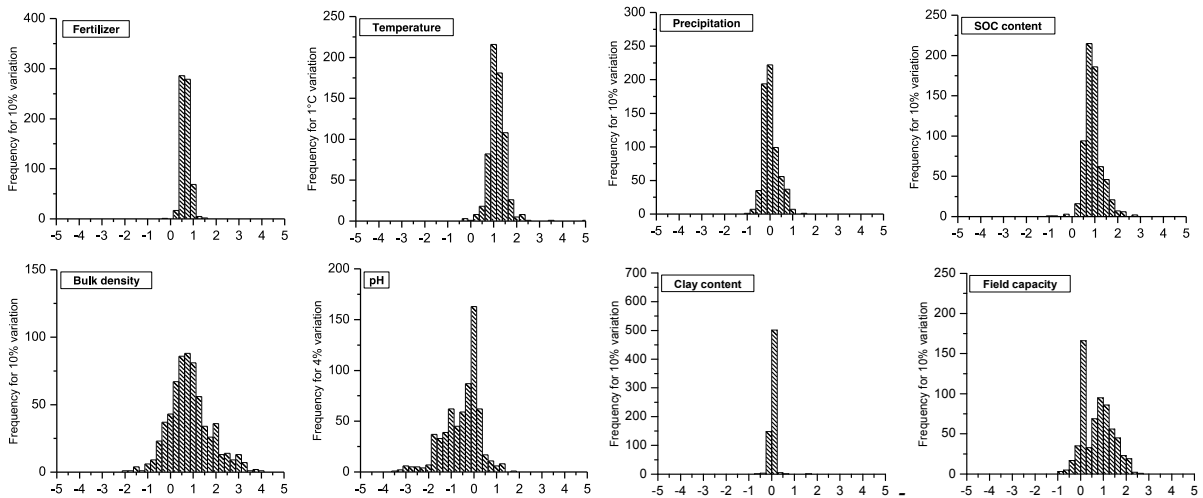 Fertilizer
Frequency for 10% variation
400
300
200
100
0
-5 -4 -3 -2 -1 0 1 2 3 4 5
Temperature
Frequency for 1°C variation
250
200
150
100
50
0
-5 -4 -3 -2 -1 0 1 2 3 4 5
Precipitation
Frequency for 10% variation
300
250
200
150
100
50
0
-5 -4 -3 -2 -1 0 1 2 3 4 5
SOC content
Frequency for 10% variation
250
200
150
100
50
0
-5 -4 -3 -2 -1 0 1 2 3 4 5
Bulk density
Frequency for 10% variation
150
100
50
0
-5 -4 -3 -2 -1 0 1 2 3 4 5
pH
Frequency for 4% variation
200
150
100
50
0
-5 -4 -3 -2 -1 0 1 2 3 4 5
Clay content
Frequency for 10% variation
700
600
500
400
300
200
100
0
-5 -4 -3 -2 -1 0 1 2 3 4 5
Field capacity
Frequency for 10% variation
250
200
150
100
50
0
-5 -4 -3 -2 -1 0 1 2 3 4 5